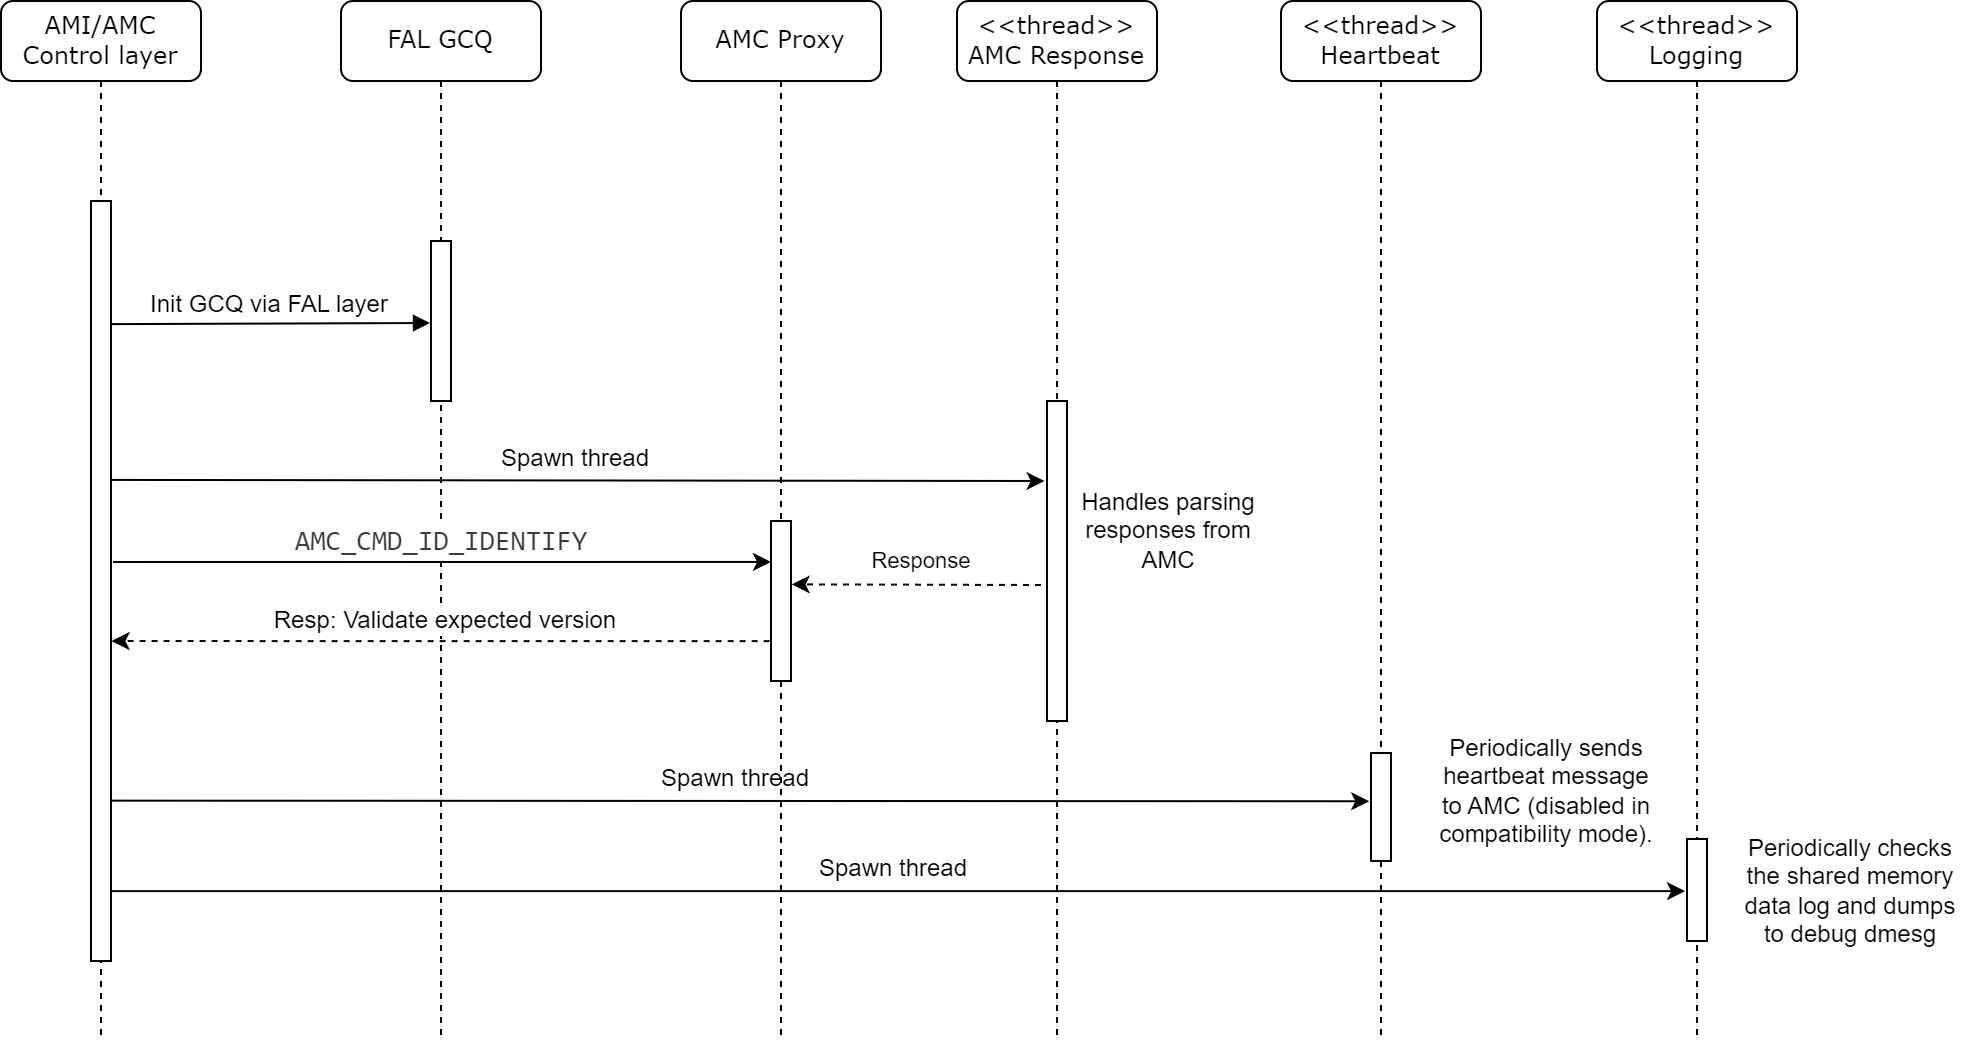 AMI/AMC
Control layer
FAL GCQ
AMC Proxy
<<thread>>
AMC Response
<<thread>>
Heartbeat
<<thread>>
Logging
Init GCQ via FAL layer
Spawn thread
Handles parsing
responses from
AMC
AMC_CMD_ID_IDENTIFY
Response
Resp: Validate expected version
Spawn thread
Periodically sends
heartbeat message
to AMC (disabled in
compatibility mode).
Spawn thread
Periodically checks
the shared memory
data log and dumps
to debug dmesg